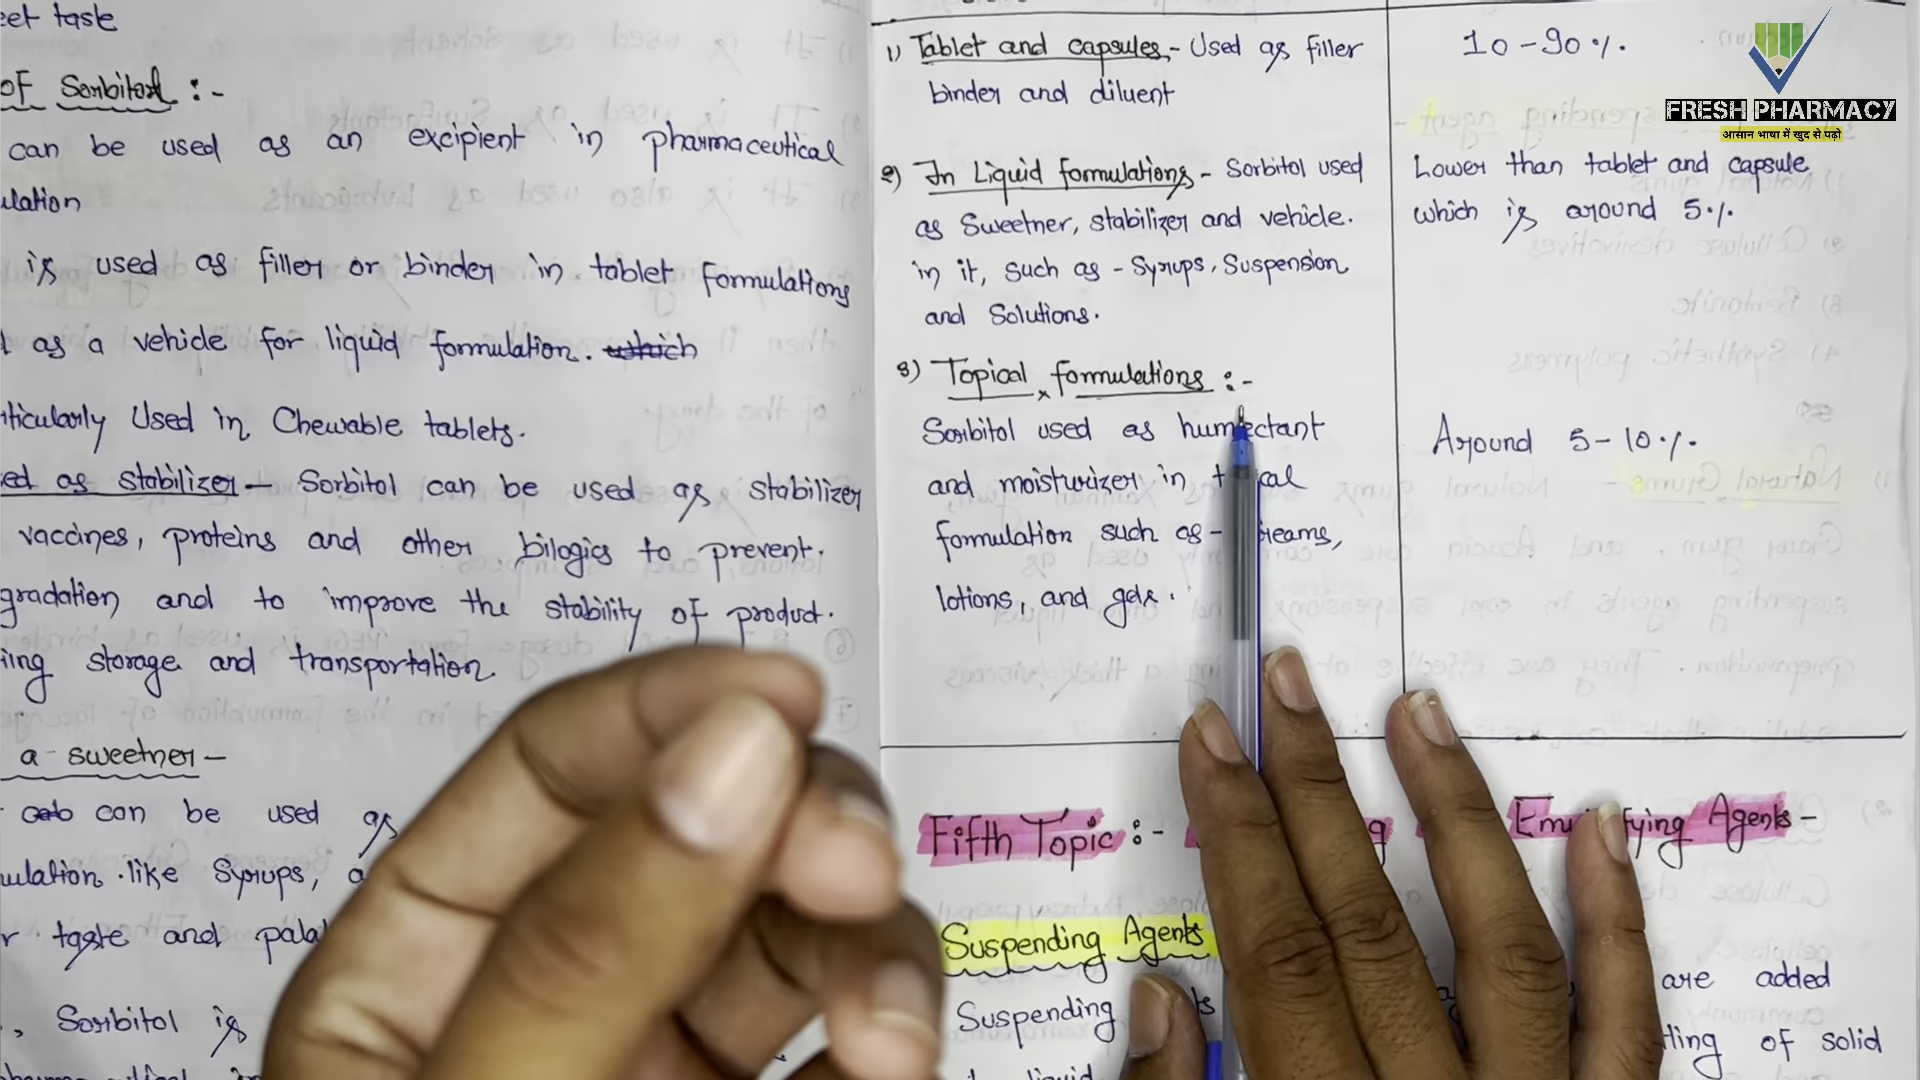 eet taste
of Sorbitol :-
can be used as an excipient in pharmaceutical
ulation
is used as filler or binder in tablet formulations
as a vehicle for liquid formulation. which
ticularly Used in Chewable tablets.
ed as stabilizer - Sorbitol can be used as stabilizer
vaccines, proteins and other bilogics to prevent.
gradation and to improve the stability of product.
ing storage and transportation.
a sweetner -
can be used as
ulation like Syrups,
taste and
, Sorbitol is
1) Tablet and capsules - Used as filler
binder and diluent
10 - 90 %.
2) In Liquid formulations - Sorbitol used
as Sweetner, stabilizer and vehicle.
in it, such as - Syrups, Suspension
and Solutions.
Lower than tablet and capsule
which is around 5 %.
3) Topical formulations :-
Sorbitol used as humectant
and moisturizer in
formulation such as -
lotions, and gels.
Around 5 - 10 %.
Fifth Topic :- Agents -
Suspending Agents
Suspending are added
of solid
liquid
FRESH PHARMACY
आसान भाषा में खुद से पढ़ो